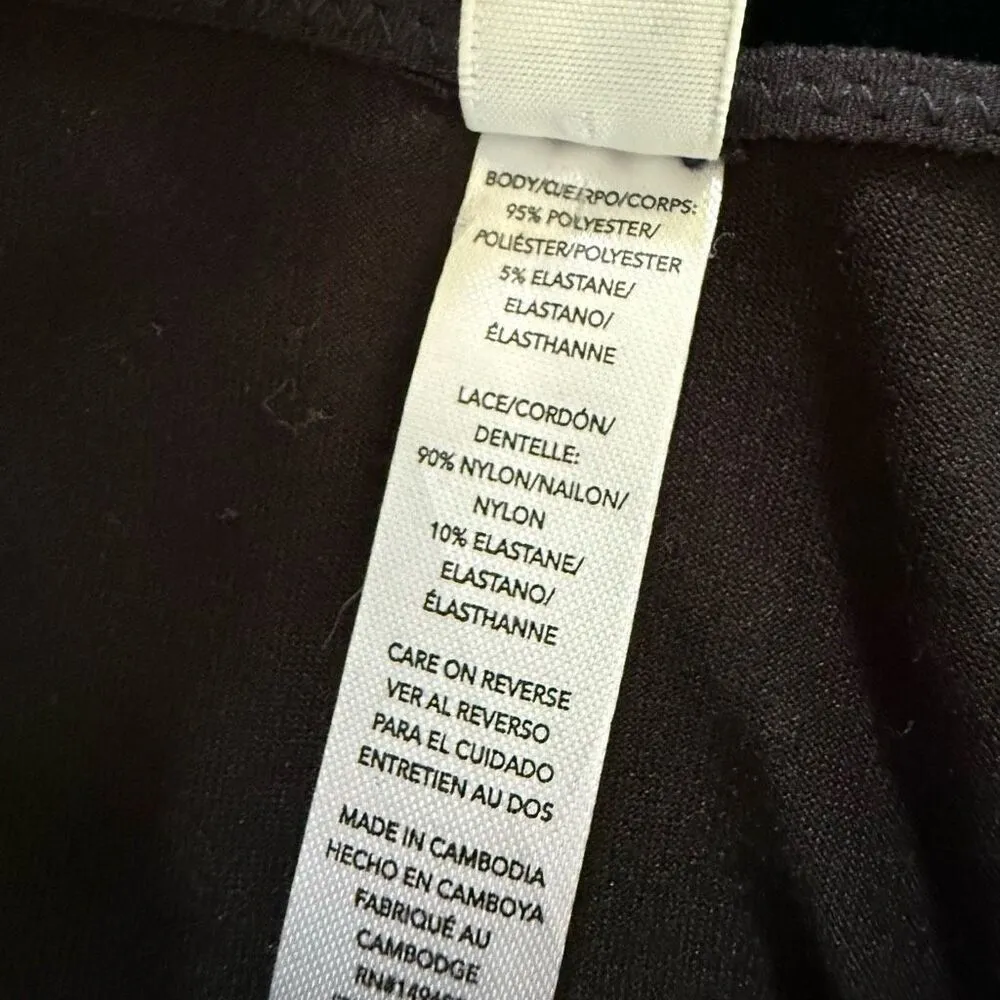 BODY/CUERPO/CORPS:
95% POLYESTER/
POLIÉSTER/POLYESTER
5% ELASTANE/
ELASTANO/
ÉLASTHANNE
LACE/CORDÓN/
DENTELLE:
90% NYLON/NAILON/
NYLON
10% ELASTANE/
ELASTANO/
ÉLASTHANNE
CARE ON REVERSE
VER AL REVERSO
PARA EL CUIDADO
ENTRETIEN AU DOS
MADE IN CAMBODIA
HECHO EN CAMBOYA
FABRIQUÉ AU
CAMBODGE